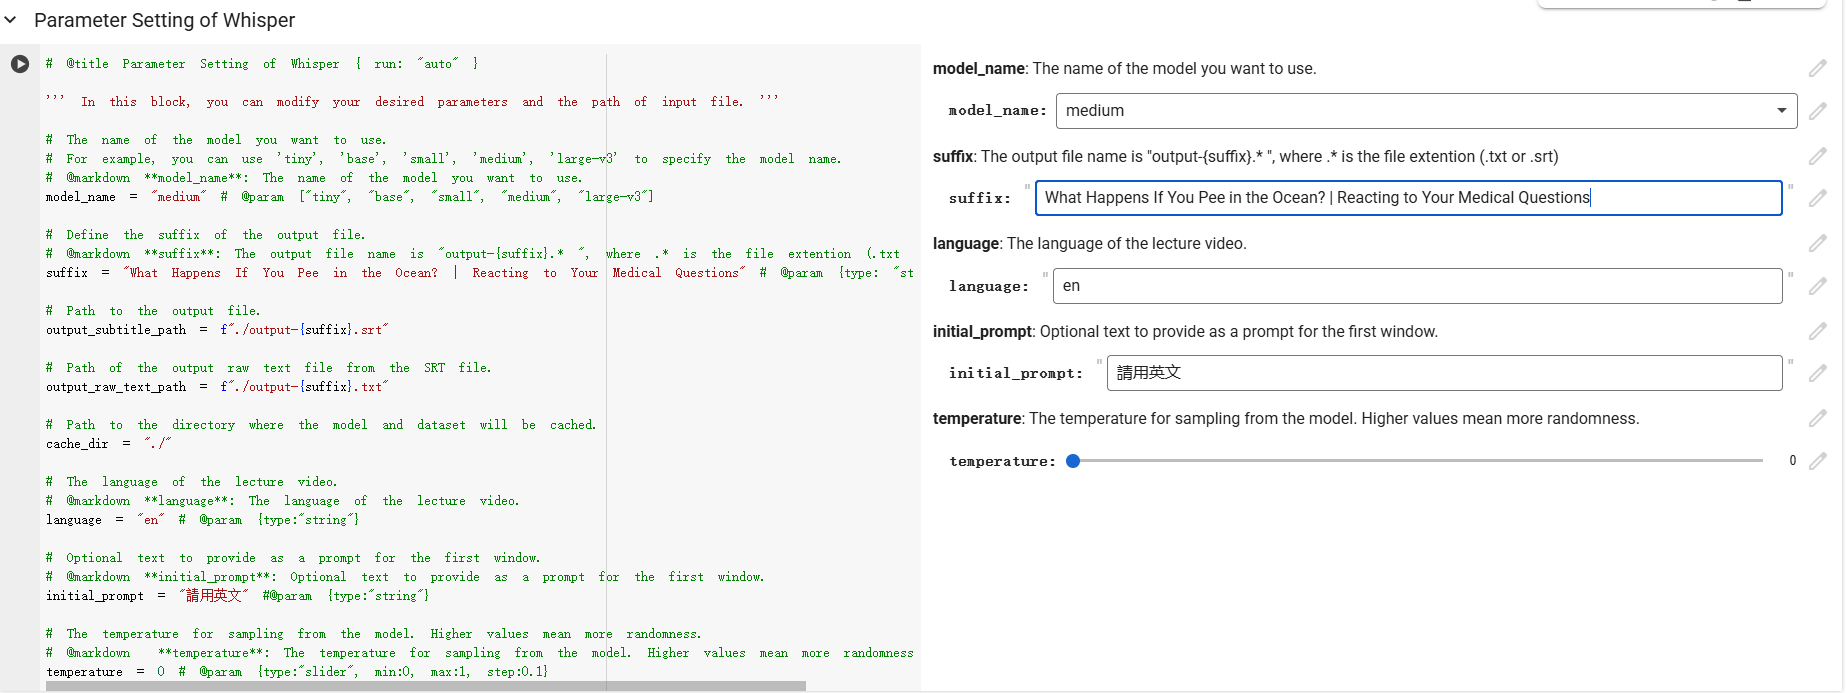 Parameter Setting of Whisper
# @title Parameter Setting of Whisper { run: "auto" }
''' In this block, you can modify your desired parameters and the path of input file. '''
# The name of the model you want to use.
# For example, you can use 'tiny', 'base', 'small', 'medium', 'large-v3' to specify the model name.
# @markdown **model_name**: The name of the model you want to use.
model_name = "medium" # @param ["tiny", "base", "small", "medium", "large-v3"]
# Define the suffix of the output file.
# @markdown **suffix**: The output file name is "output-{suffix}.* ", where .* is the file extention (.txt
suffix = "What Happens If You Pee in the Ocean? | Reacting to Your Medical Questions" # @param {type: "st
# Path to the output file.
output_subtitle_path = f"./output-{suffix}.srt"
# Path of the output raw text file from the SRT file.
output_raw_text_path = f"./output-{suffix}.txt"
# Path to the directory where the model and dataset will be cached.
cache_dir = "./"
# The language of the lecture video.
# @markdown **language**: The language of the lecture video.
language = "en" # @param {type:"string"}
# Optional text to provide as a prompt for the first window.
# @markdown **initial_prompt**: Optional text to provide as a prompt for the first window.
initial_prompt = "請用英文" #@param {type:"string"}
# The temperature for sampling from the model. Higher values mean more randomness.
# @markdown **temperature**: The temperature for sampling from the model. Higher values mean more randomness
temperature = 0 # @param {type:"slider", min:0, max:1, step:0.1}
model_name: The name of the model you want to use.
model_name: medium
suffix: The output file name is "output-{suffix}.* ", where .* is the file extention (.txt or .srt)
suffix: " What Happens If You Pee in the Ocean? | Reacting to Your Medical Questions "
language: The language of the lecture video.
language: " en "
initial_prompt: Optional text to provide as a prompt for the first window.
initial_prompt: " 請用英文 "
temperature: The temperature for sampling from the model. Higher values mean more randomness.
temperature: 0